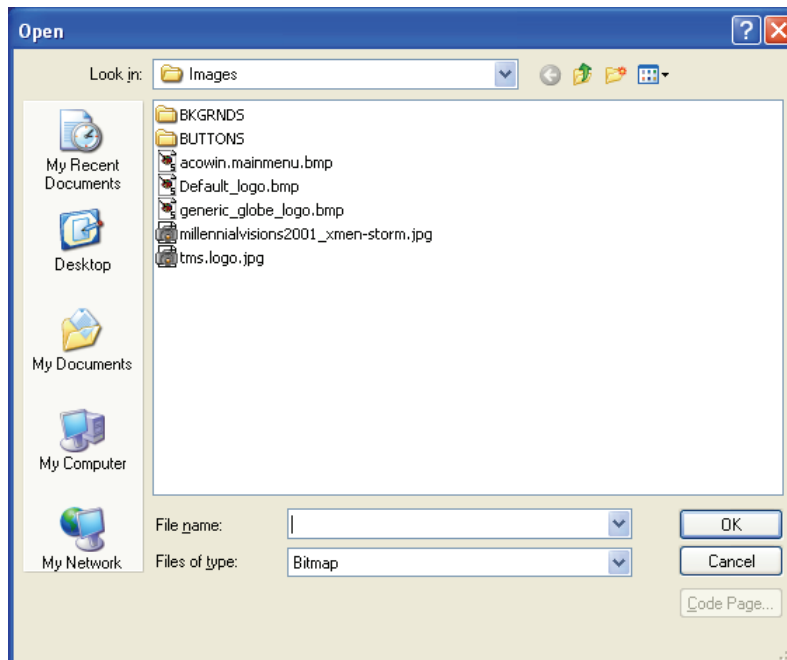 Open
Look in: Images
My Recent
Documents
Desktop
My Documents
My Computer
My Network
BKGRNDS
BUTTONS
acowin.mainmenu.bmp
Default_logo.bmp
generic_globe_logo.bmp
millennialvisions2001_xmen-storm.jpg
tms.logo.jpg
File name:
OK
Files of type: Bitmap
Cancel
Code Page...